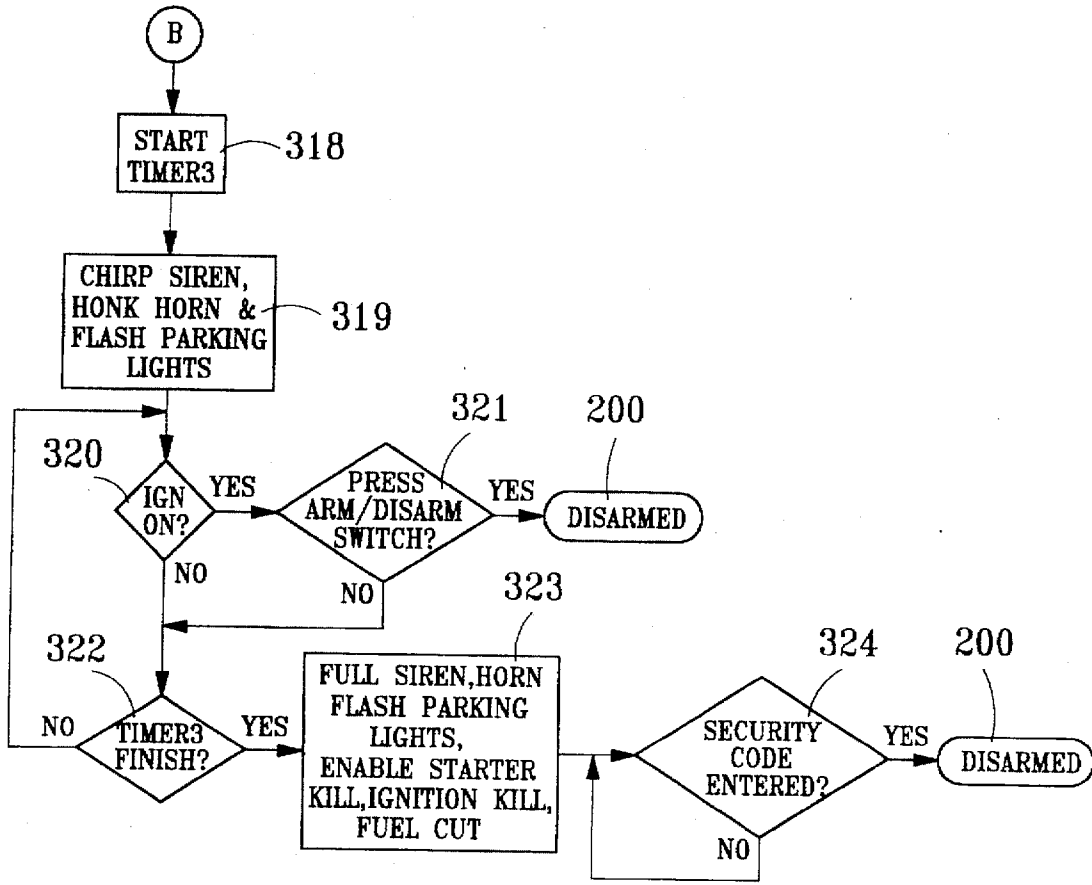 B
START
TIMER3
318
CHIRP SIREN,
HONK HORN &
FLASH PARKING
LIGHTS
319
320
IGN
ON?
YES
NO
321
PRESS
ARM/DISARM
SWITCH?
YES
NO
200
DISARMED
322
TIMER3
FINISH?
NO
YES
323
FULL SIREN,HORN
FLASH PARKING
LIGHTS,
ENABLE STARTER
KILL,IGNITION KILL,
FUEL CUT
324
SECURITY
CODE
ENTERED?
YES
NO
200
DISARMED